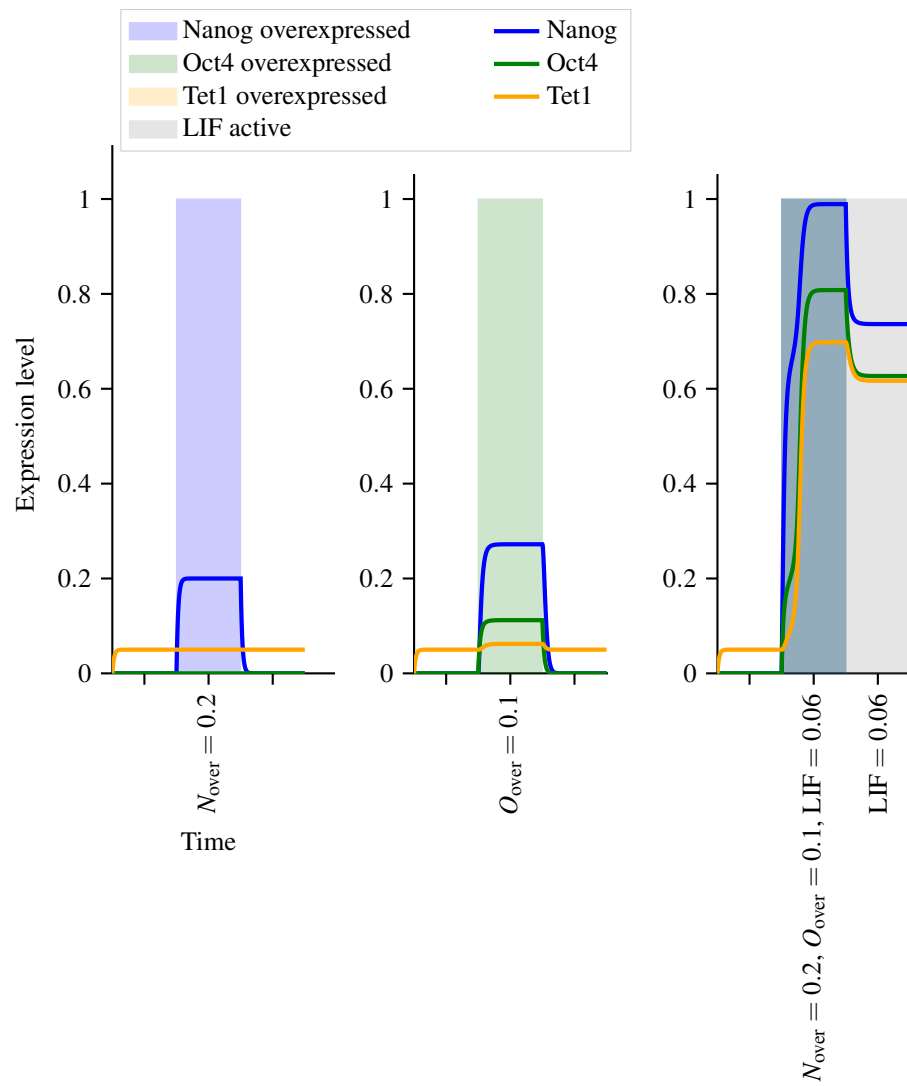 Nanog overexpressed
Oct4 overexpressed
Tet1 overexpressed
LIF active
Nanog
Oct4
Tet1
Expression level
1
0.8
0.6
0.4
0.2
0
N_over = 0.2
Time
1
0.8
0.6
0.4
0.2
0
O_over = 0.1
1
0.8
0.6
0.4
0.2
0
N_over = 0.2, O_over = 0.1, LIF = 0.06
LIF = 0.06